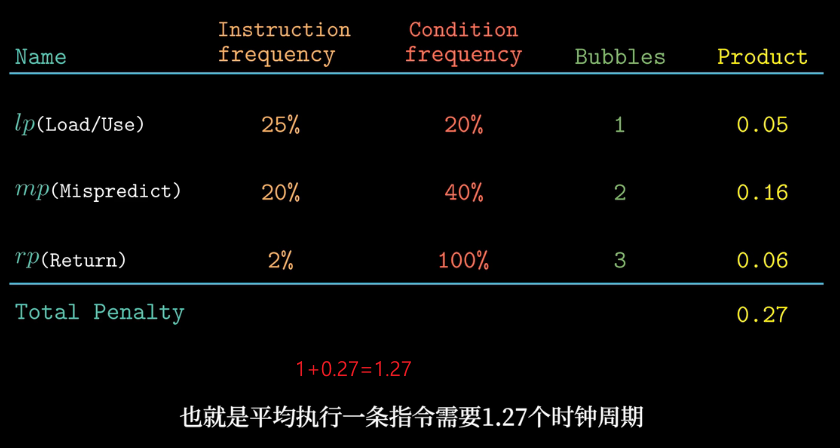 Name Instruction frequency Condition frequency Bubbles Product
lp(Load/Use) 25% 20% 1 0.05
mp(Mispredict) 20% 40% 2 0.16
rp(Return) 2% 100% 3 0.06
Total Penalty 0.27
1+0.27=1.27
也就是平均执行一条指令需要1.27个时钟周期